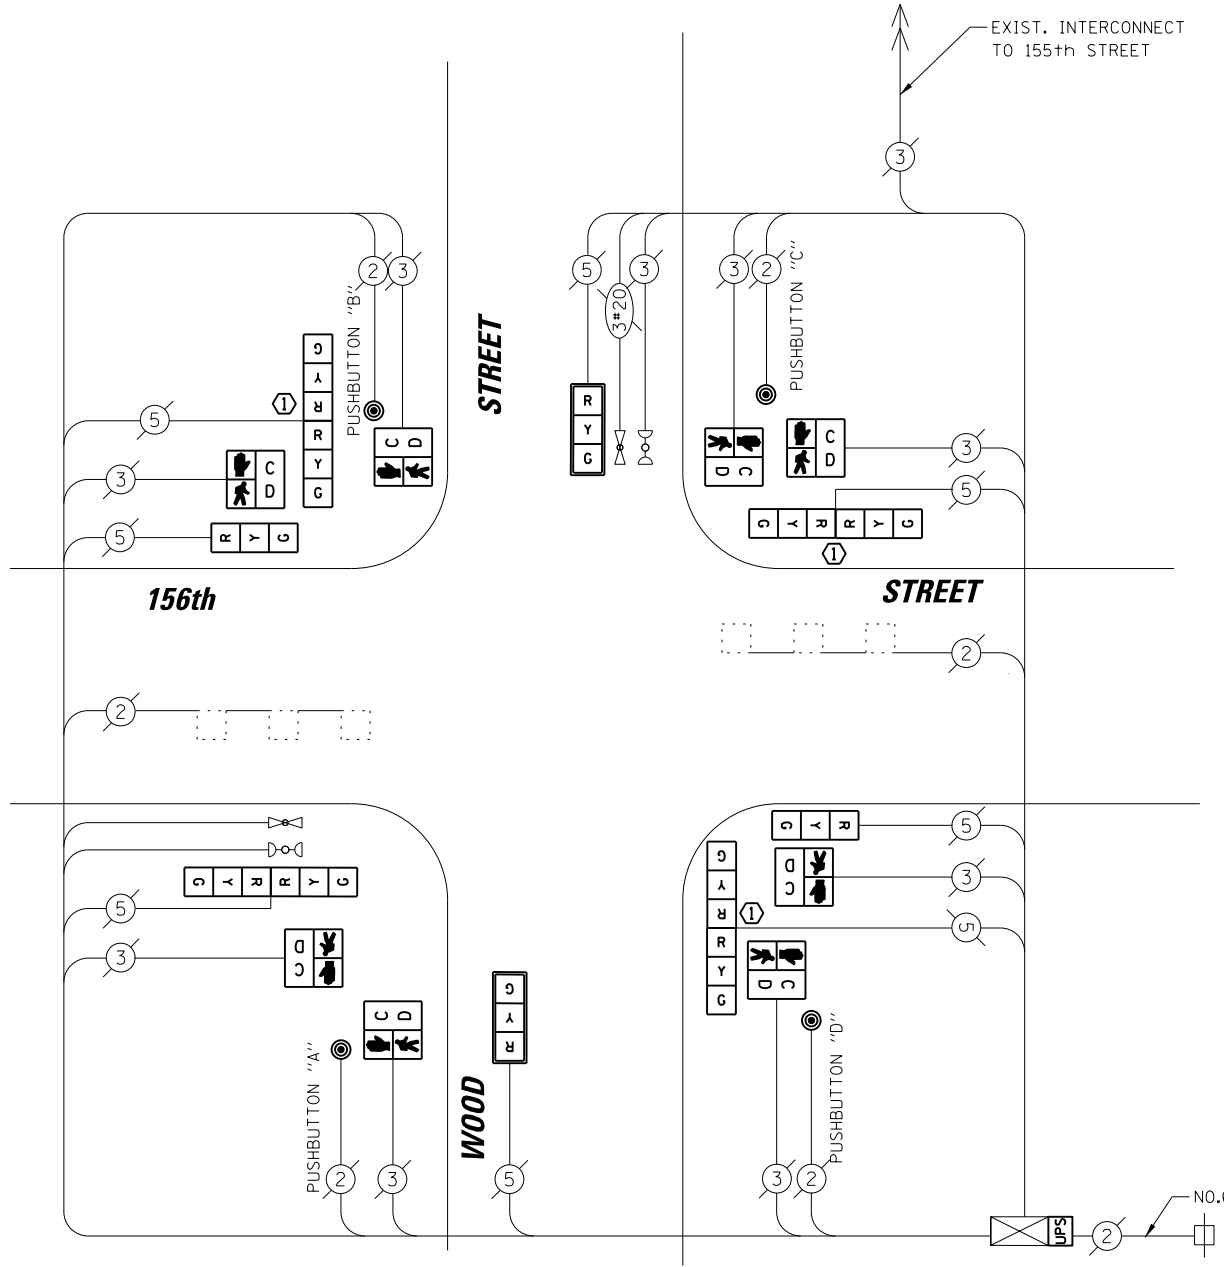 EXIST. INTERCONNECT
TO 155th STREET
3
2
3
5
3#20
3
3
2
PUSHBUTTON "B"
STREET
PUSHBUTTON "C"
G
Y
R
R
Y
G
1
5
C
D
C D
R
Y
G
C D
C
D
3
3
5
R Y G
5
G Y R R Y G
1
156th
STREET
2
2
G Y R
5
G
Y
R
R
Y
G
1
D
C
3
5
G Y R R Y G
5
D
C
3
C D
G
Y
R
C D
PUSHBUTTON "A"
WOOD
PUSHBUTTON "D"
2
3
5
3
2
UPS
2